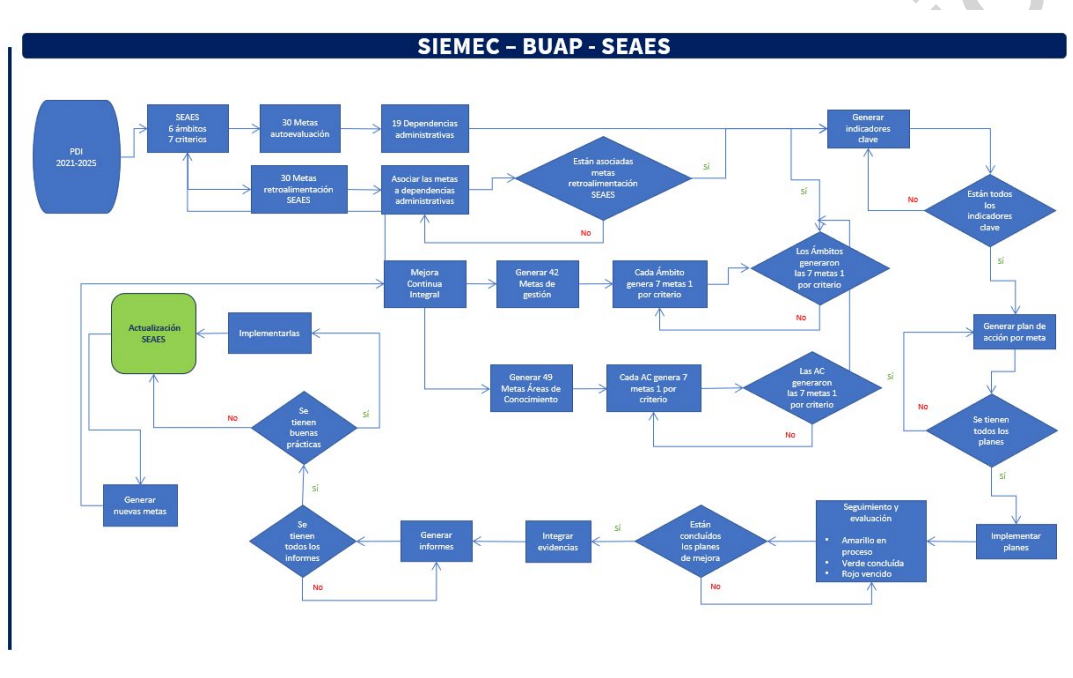 SIEMEC – BUAP - SEAES
PDI
2021-2025
SEAES
6 ámbitos
7 criterios
30 Metas
autoevaluación
19 Dependencias
administrativas
30 Metas
retroalimentación
SEAES
Asociar las metas
a dependencias
administrativas
Están asociadas
metas
retroalimentación
SEAES
Sí
No
Generar
indicadores
clave
Sí
No
Están todos
los
indicadores
clave
Sí
Mejora
Continua
Integral
Generar 42
Metas de
gestión
Cada Ámbito
genera 7 metas 1
por criterio
Los Ámbitos
generaron
las 7 metas 1
por criterio
No
Generar plan de
acción por meta
Actualización
SEAES
Implementarlas
Generar 49
Metas Áreas de
Conocimiento
Cada AC genera 7
metas 1 por
criterio
Las AC
generaron
las 7 metas 1
por criterio
Sí
No
No
Se tienen
todos los
planes
Sí
Se
tienen
buenas
prácticas
No
Sí
Sí
Generar
nuevas metas
Se
tienen
todos los
informes
No
Generar
informes
Integrar
evidencias
Sí
Están
concluídos
los planes
de mejora
No
Seguimiento y
evaluación
• Amarillo en
proceso
• Verde concluída
• Rojo vencido
Implementar
planes